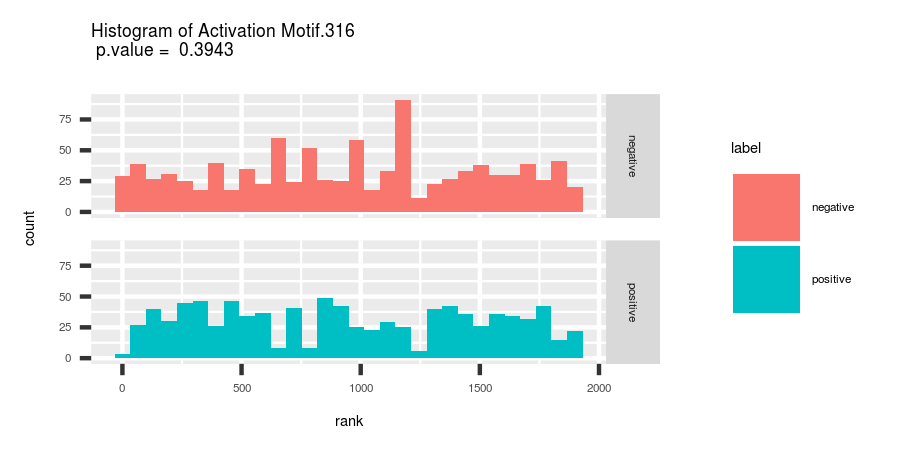 Histogram of Activation Motif.316
p.value =  0.3943
75
50
25
0
negative
75
50
25
0
positive
0
500
1000
1500
2000
rank
count
label
negative
positive